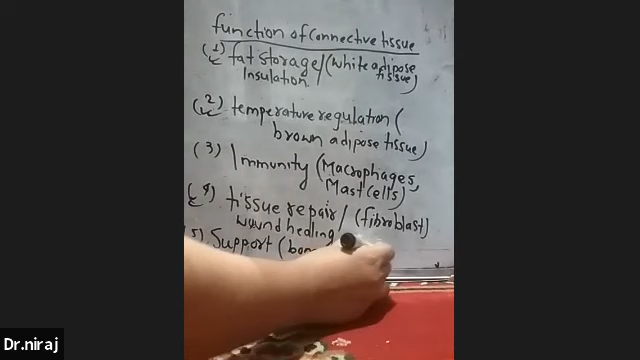 function of Connective tissue
(1) fat storage/(white adipose
Insulation tissue)
(2) temperature regulation (
brown adipose tissue)
(3) Immunity (Macrophages,
Mast cells)
(4) tissue repair/ (fibroblast)
wound healing
(5) Support (bon
Dr.niraj